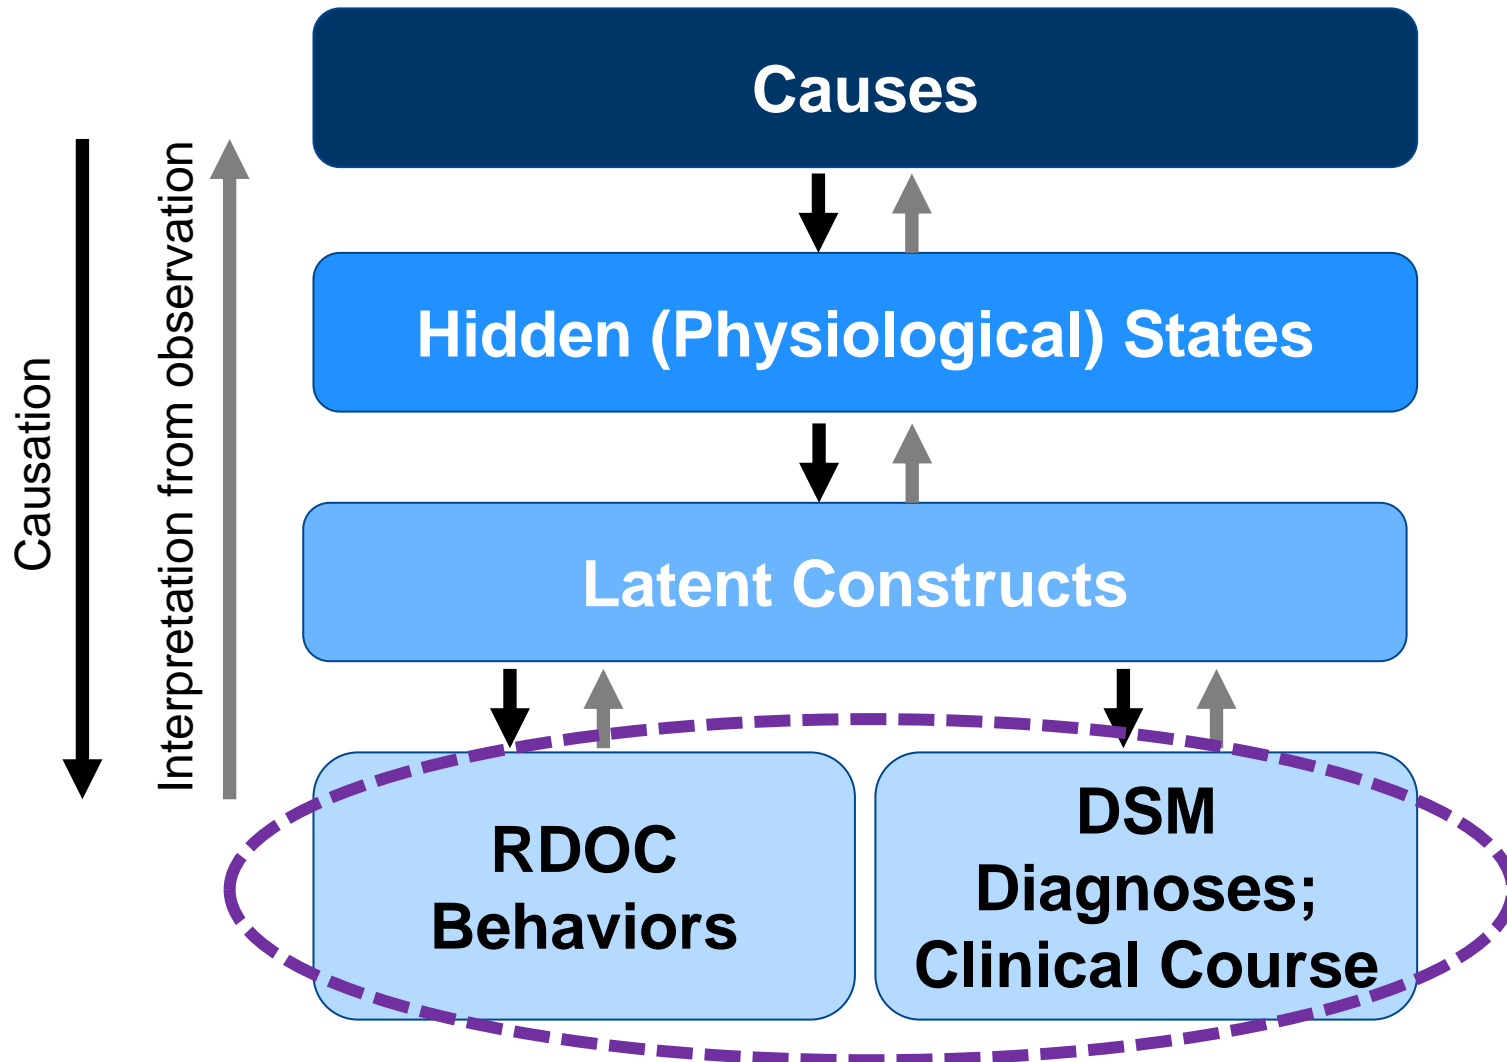 Causes
Causation
Interpretation from observation
Hidden (Physiological) States
Latent Constructs
RDOC
Behaviors
DSM
Diagnoses;
Clinical Course